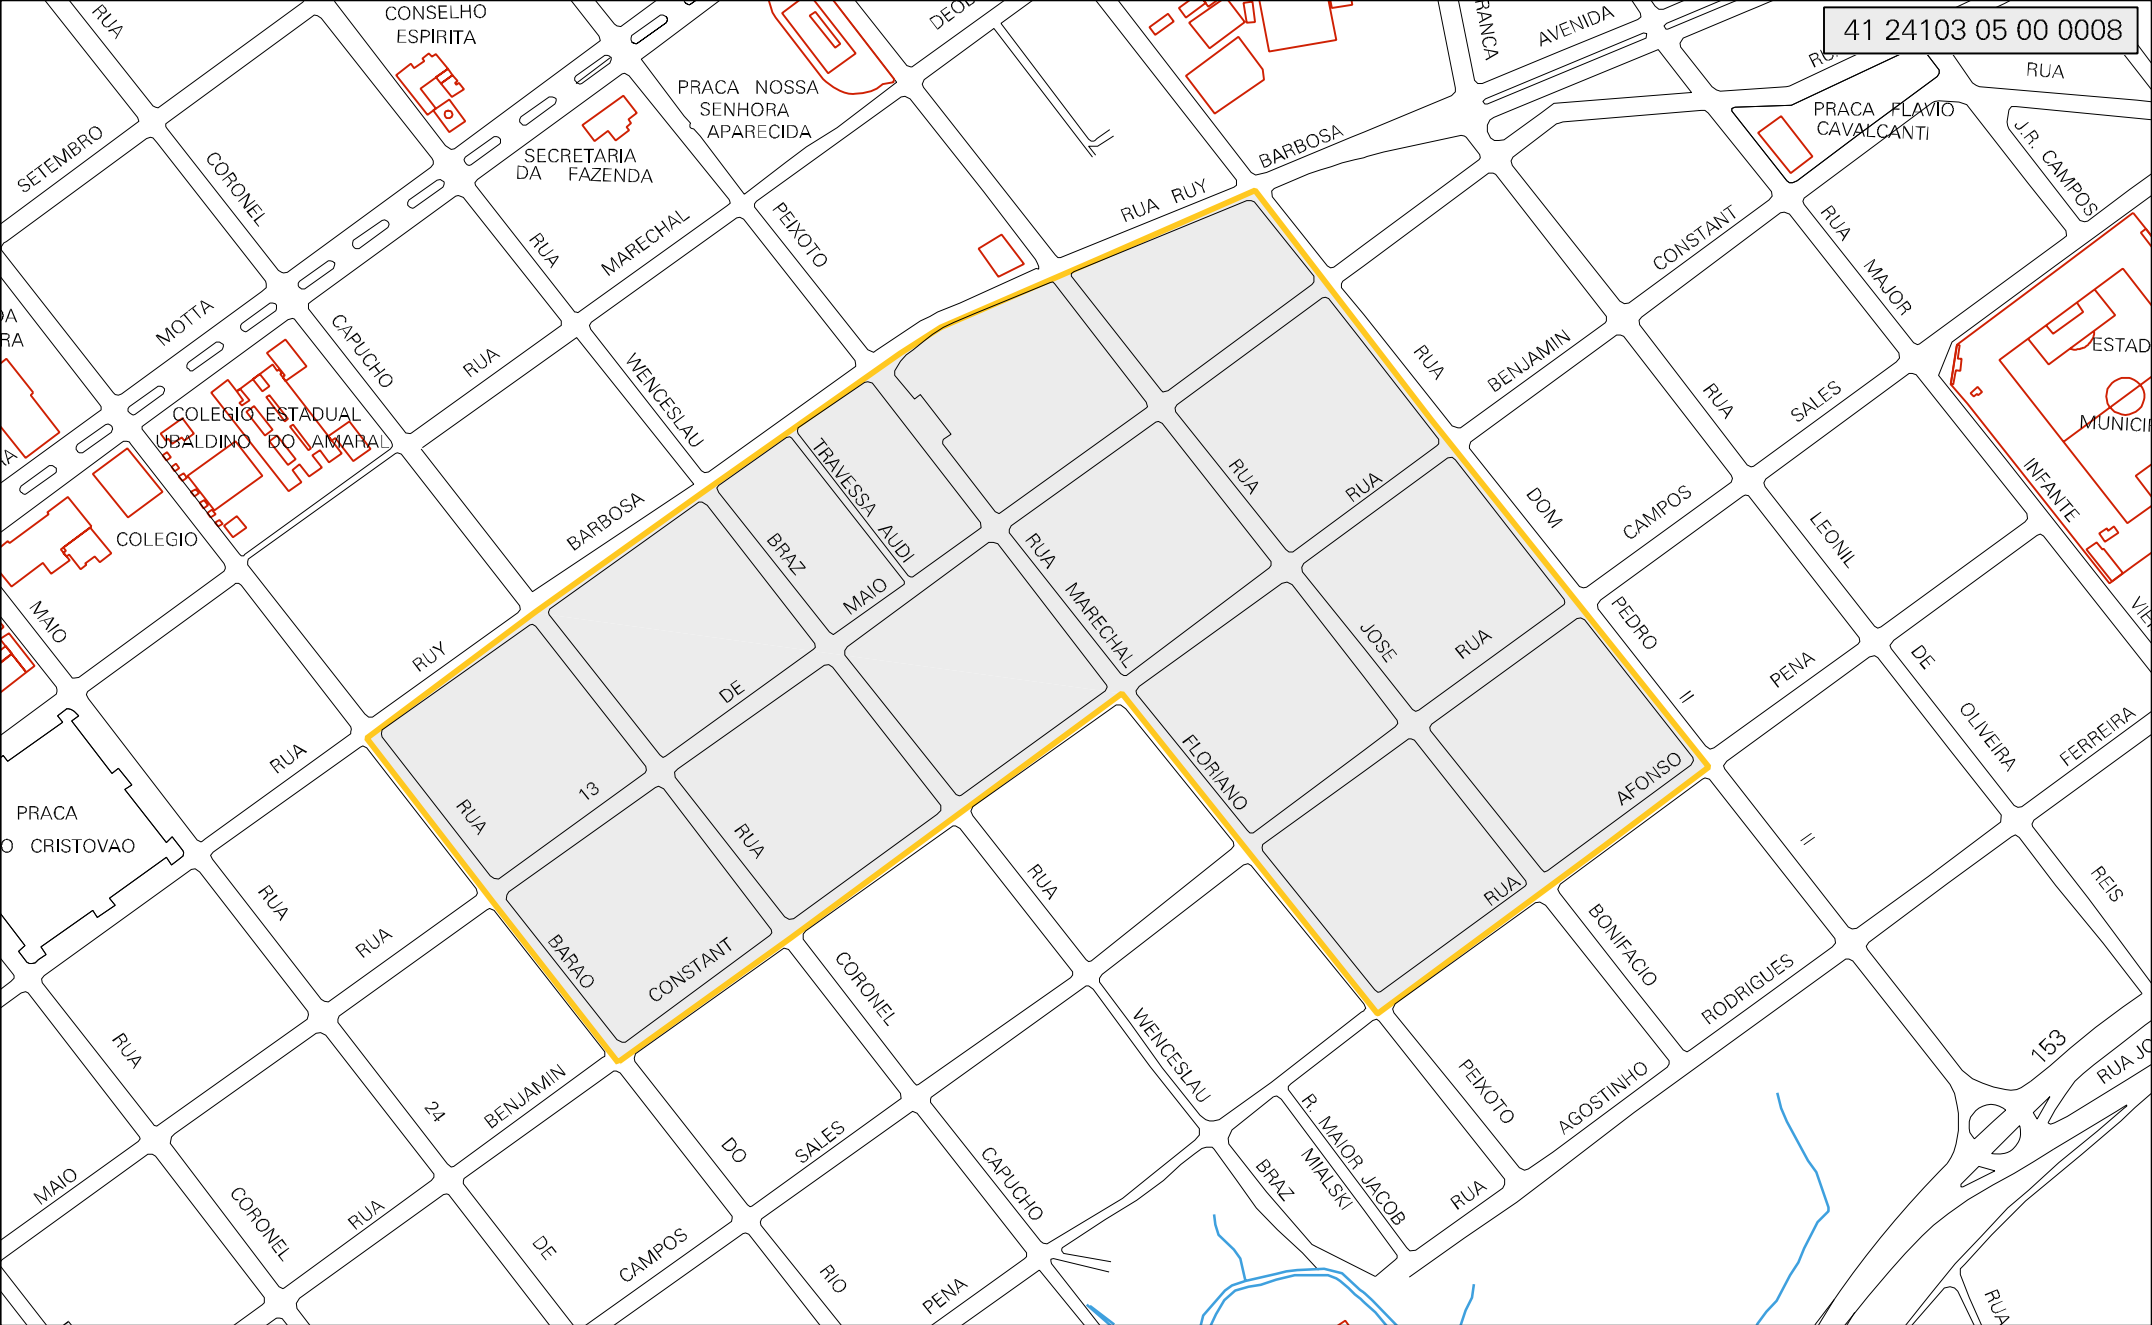 41 24103 05 00 0008
RUA
CONSELHO
ESPIRITA
AVENIDA
RUA
SETEMBRO
CORONEL
PRACA NOSSA
SENHORA
APARECIDA
SECRETARIA
DA FAZENDA
BARBOSA
PRACA FLAVIO
CAVALCANTI
J.R. CAMPOS
RUA RUY
RUA
MARECHAL
PEIXOTO
CONSTANT
RUA
MAJOR
MOTTA
CAPUCHO
RUA
WENCESLAU
RUA
BENJAMIN
RUA
SALES
COLEGIO ESTADUAL
UBALDINO DO AMARAL
TRAVESSA AUDI
RUA
RUA
INFANTE
COLEGIO
BARBOSA
BRAZ
MAIO
RUA
MARECHAL
DOM
CAMPOS
LEONIL
MAIO
RUY
DE
JOSE
RUA
PEDRO
II
PENA
DE
OLIVEIRA
FERREIRA
RUA
13
RUA
RUA
FLORIANO
AFONSO
PRACA
CRISTOVAO
RUA
RUA
BARAO
CONSTANT
CORONEL
RUA
RUA
BONIFACIO
RODRIGUES
II
REIS
RUA
24
BENJAMIN
DO
SALES
WENCESLAU
PEIXOTO
AGOSTINHO
153
RUA JO
MAIO
CORONEL
RUA
DE
CAMPOS
CAPUCHO
BRAZ
R. MAIOR JACOB
MIALSKI
RUA
RIO
PENA
RUA